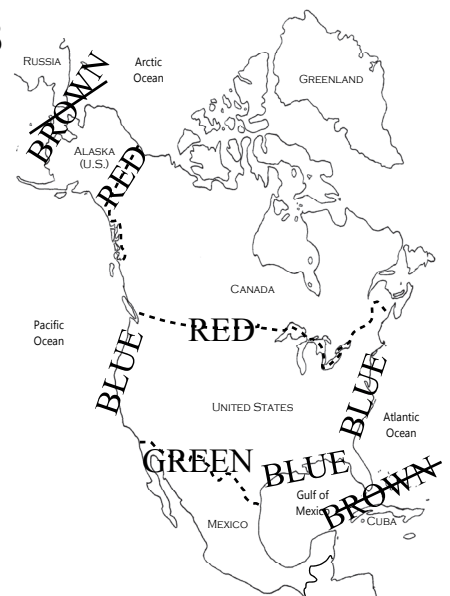 RUSSIA
BROWN
Arctic
Ocean
GREENLAND
ALASKA
(U.S.)
RED
CANADA
Pacific
Ocean
RED
BLUE
BLUE
UNITED STATES
Atlantic
Ocean
GREEN
BLUE
Gulf of
Mexico
BROWN
MEXICO
CUBA